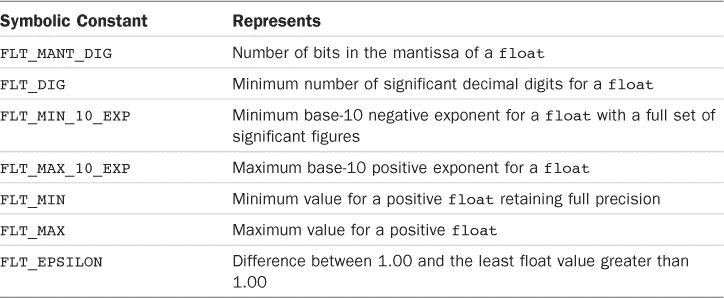 Symbolic Constant Represents
FLT_MANT_DIG Number of bits in the mantissa of a float
FLT_DIG Minimum number of significant decimal digits for a float
FLT_MIN_10_EXP Minimum base-10 negative exponent for a float with a full set of
significant figures
FLT_MAX_10_EXP Maximum base-10 positive exponent for a float
FLT_MIN Minimum value for a positive float retaining full precision
FLT_MAX Maximum value for a positive float
FLT_EPSILON Difference between 1.00 and the least float value greater than
1.00